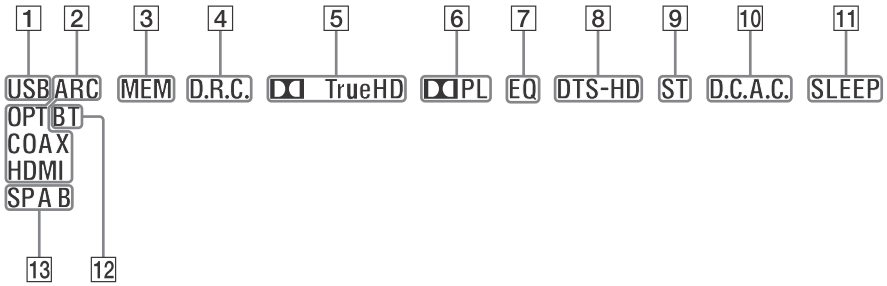 1 2 3 4 5 6 7 8 9 10 11
USB ARC MEM D.R.C. TrueHD PL EQ DTS-HD ST D.C.A.C. SLEEP
OPT BT
COAX
HDMI
SP A B
13 12